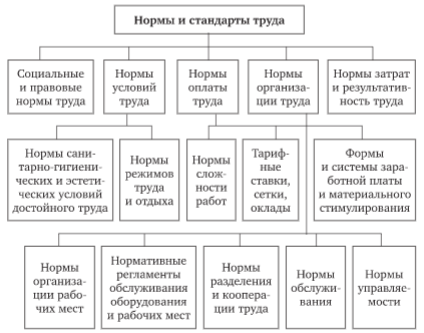 Нормы и стандарты труда
Социальные
и правовые
нормы труда
Нормы
условий
труда
Нормы
оплаты
труда
Нормы
организа-
ции труда
Нормы затрат
и результатив-
ность труда
Нормы сани-
тарно-гигиени-
ческих и эстети-
ческих условий
достойного труда
Нормы
режимов
труда
и отдыха
Нормы
слож-
ности
работ
Тариф-
ные
ставки,
сетки,
оклады
Формы
и системы зара-
ботной платы
и материального
стимулирования
Нормы
организа-
ции рабо-
чих мест
Нормативные
регламенты
обслуживания
оборудования
и рабочих мест
Нормы
разделения
и коопера-
ции труда
Нормы
обслужи-
вания
Нормы
управляе-
мости